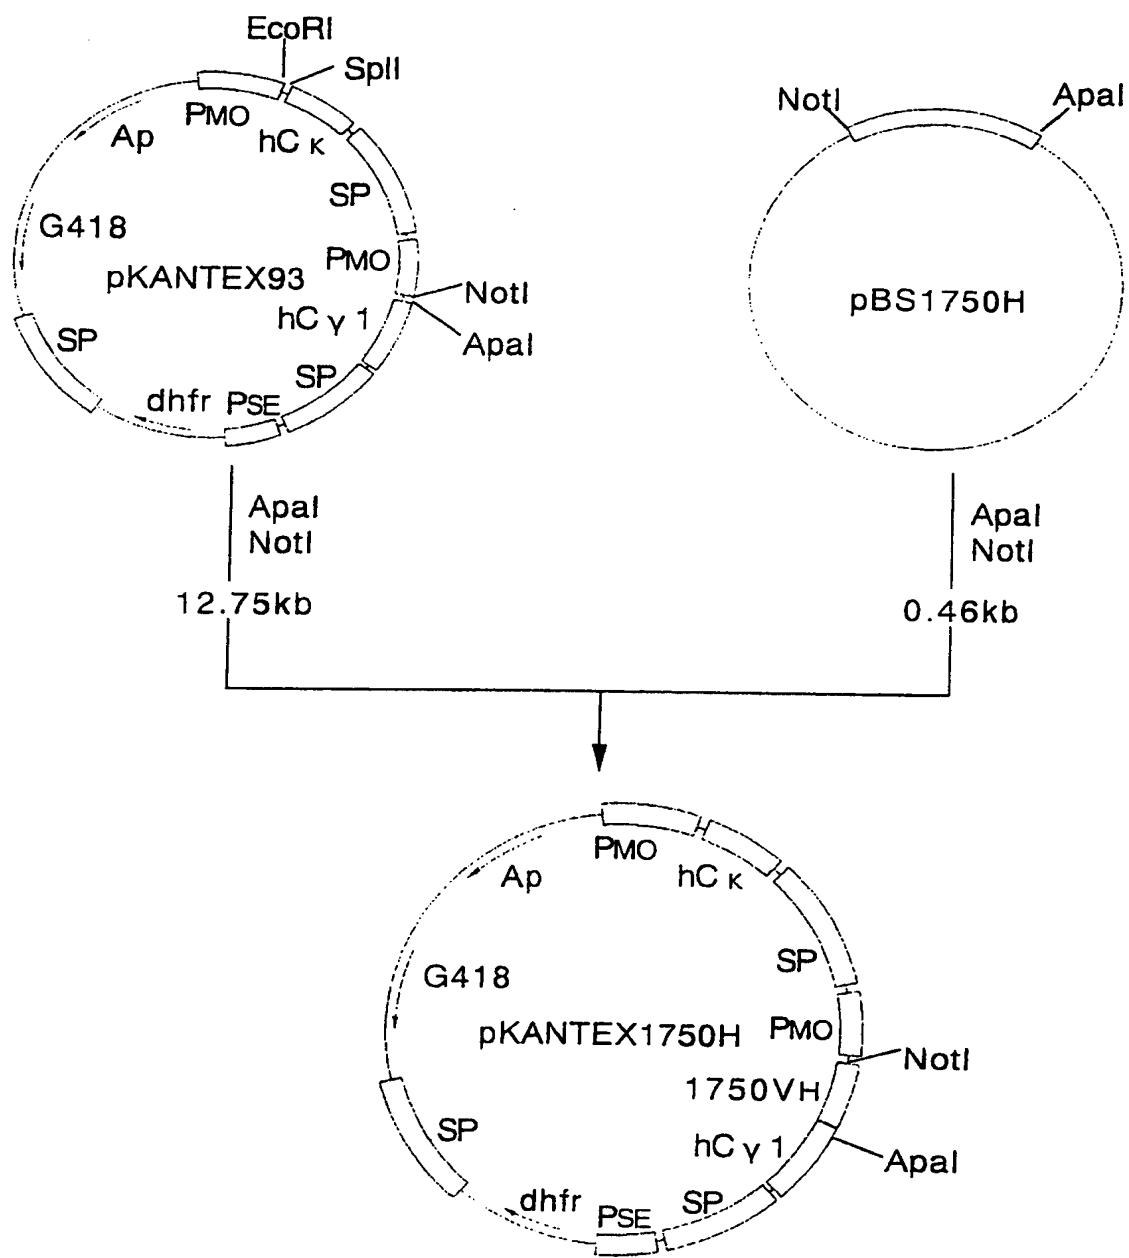 EcoRI
SplI
PMO
hCκ
Ap
SP
G418
PMO
pKANTEX93
NotI
hCγ1
ApaI
SP
SP
dhfr
PSE
NotI
ApaI
pBS1750H
ApaI
NotI
12.75kb
ApaI
NotI
0.46kb
PMO
hCκ
Ap
SP
G418
pKANTEX1750H
PMO
NotI
1750VH
SP
hCγ1
ApaI
SP
dhfr
PSE